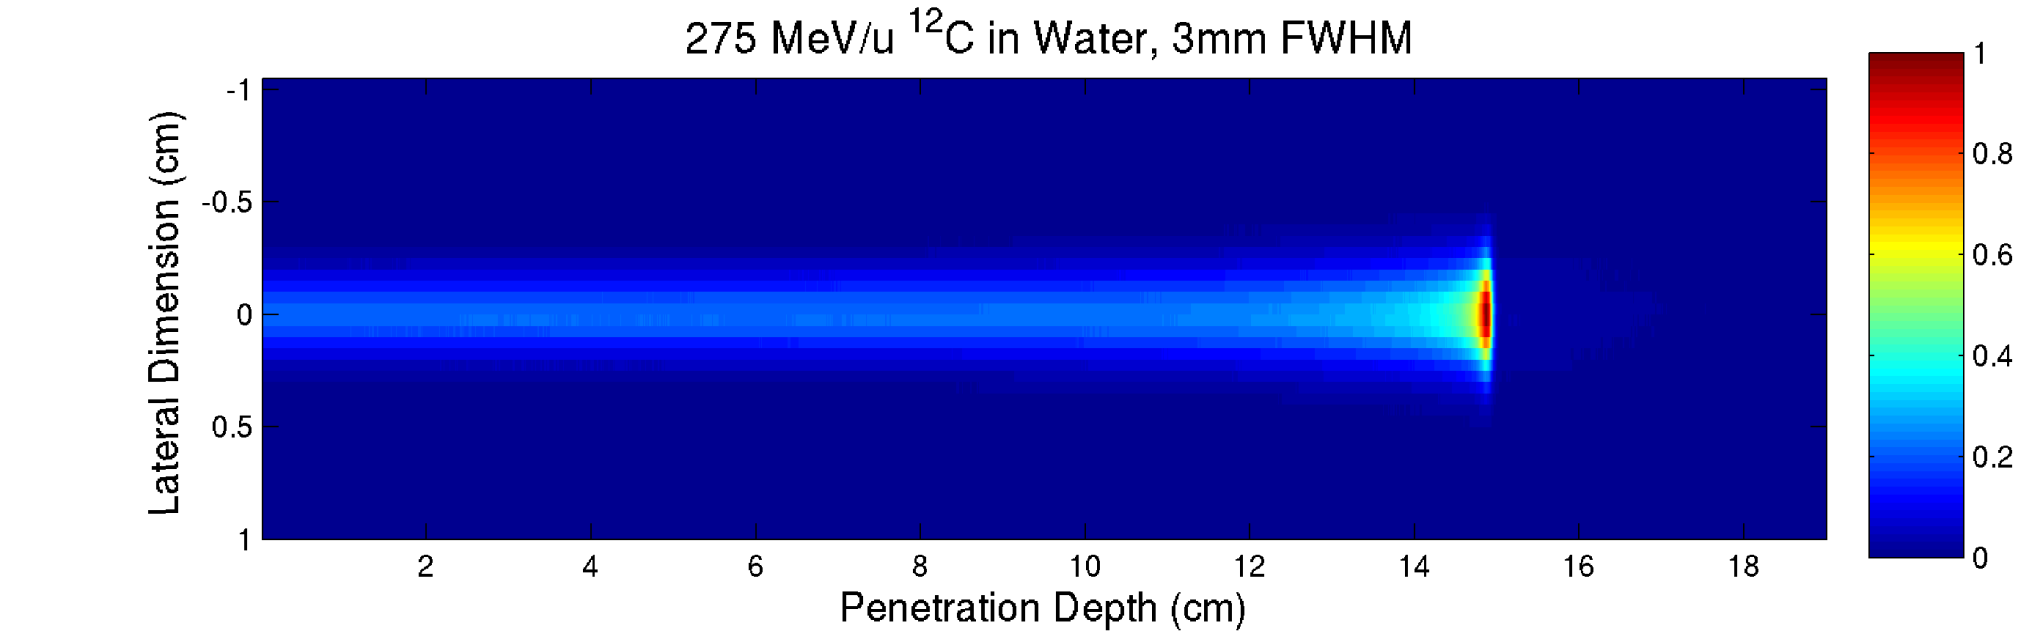 275 MeV/u ¹²C in Water, 3mm FWHM
Lateral Dimension (cm)
-1
-0.5
0
0.5
1
2 4 6 8 10 12 14 16 18
Penetration Depth (cm)
1
0.8
0.6
0.4
0.2
0